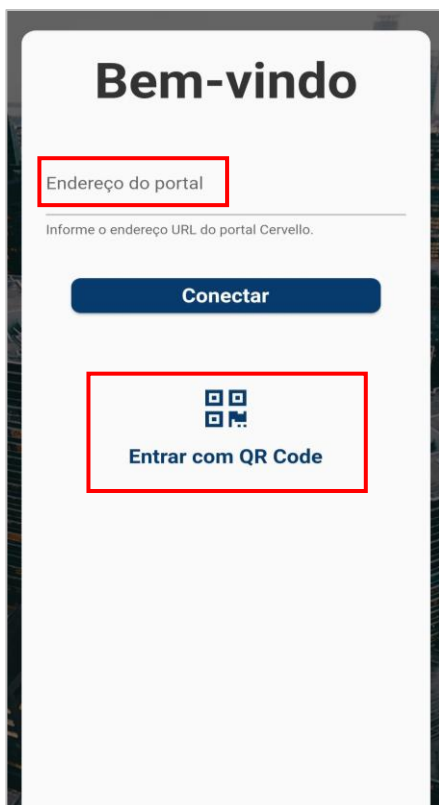 Bem-vindo
Endereço do portal
Informe o endereço URL do portal Cervello.
Conectar
Entrar com QR Code